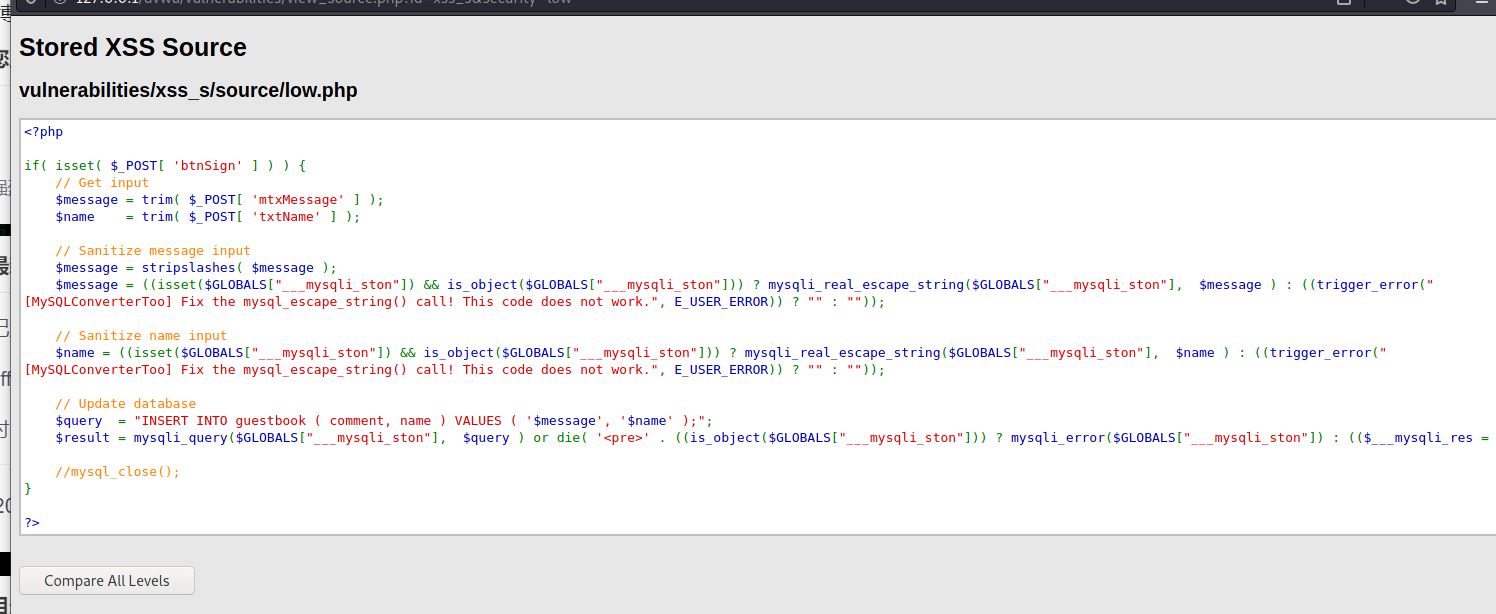 127.0.0.1/dvwa/vulnerabilities/view_source.php?id=xss_s&security=low
Stored XSS Source
vulnerabilities/xss_s/source/low.php
<?php
if( isset( $_POST[ 'btnSign' ] ) ) {
    // Get input
    $message = trim( $_POST[ 'mtxMessage' ] );
    $name    = trim( $_POST[ 'txtName' ] );
    // Sanitize message input
    $message = stripslashes( $message );
    $message = ((isset($GLOBALS["___mysqli_ston"]) && is_object($GLOBALS["___mysqli_ston"])) ? mysqli_real_escape_string($GLOBALS["___mysqli_ston"],  $message ) : ((trigger_error("
[MySQLConverterToo] Fix the mysql_escape_string() call! This code does not work.", E_USER_ERROR)) ? "" : ""));
    // Sanitize name input
    $name = ((isset($GLOBALS["___mysqli_ston"]) && is_object($GLOBALS["___mysqli_ston"])) ? mysqli_real_escape_string($GLOBALS["___mysqli_ston"],  $name ) : ((trigger_error("
[MySQLConverterToo] Fix the mysql_escape_string() call! This code does not work.", E_USER_ERROR)) ? "" : ""));
    // Update database
    $query  = "INSERT INTO guestbook ( comment, name ) VALUES ( '$message', '$name' );";
    $result = mysqli_query($GLOBALS["___mysqli_ston"],  $query ) or die( '<pre>' . ((is_object($GLOBALS["___mysqli_ston"])) ? mysqli_error($GLOBALS["___mysqli_ston"]) : (($___mysqli_res =
    //mysql_close();
}
?>
Compare All Levels